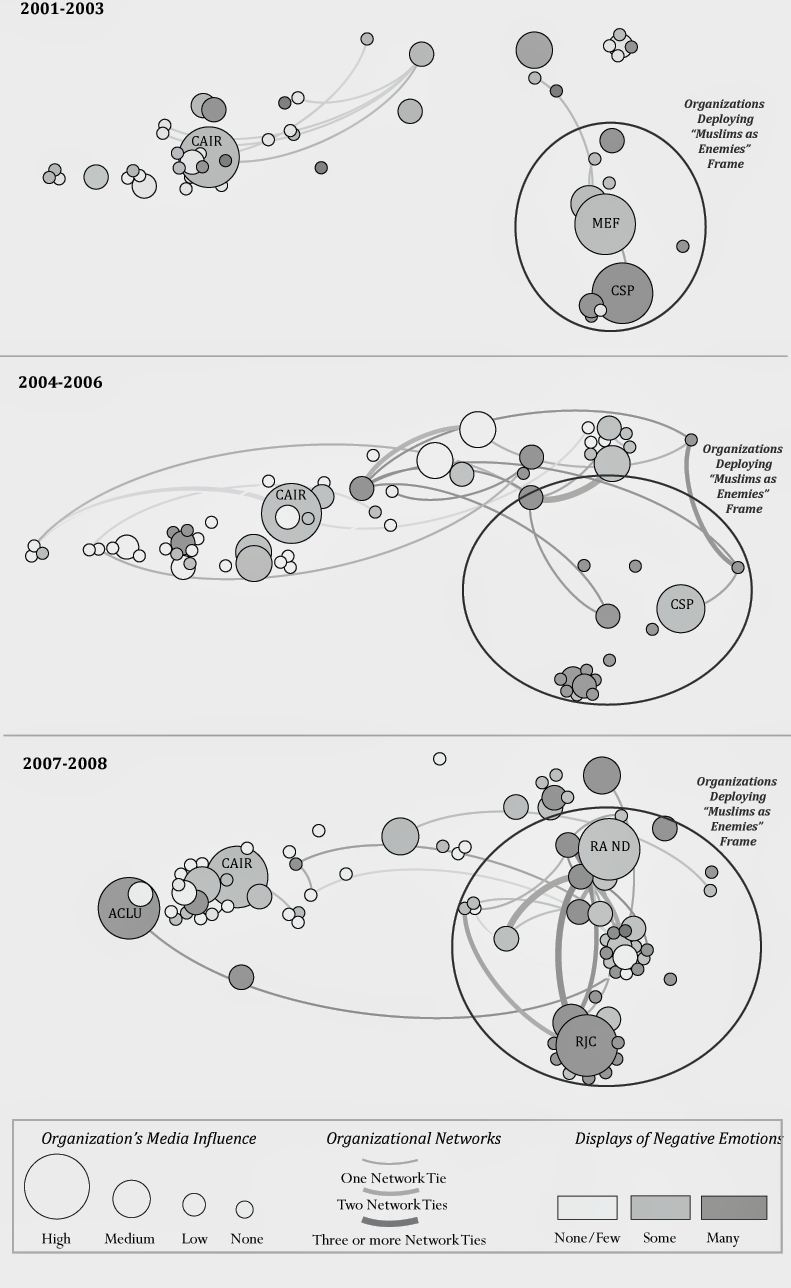 2001-2003
Organizations
Deploying
“Muslims as
Enemies”
Frame
CAIR
MEF
CSP
2004-2006
Organizations
Deploying
“Muslims as
Enemies”
Frame
CAIR
CSP
2007-2008
Organizations
Deploying
“Muslims as
Enemies”
Frame
RA ND
CAIR
ACLU
RJC
Organization’s Media Influence
High
Medium
Low
None
Organizational Networks
One Network Tie
Two Network Ties
Three or more Network Ties
Displays of Negative Emotions
None/Few
Some
Many